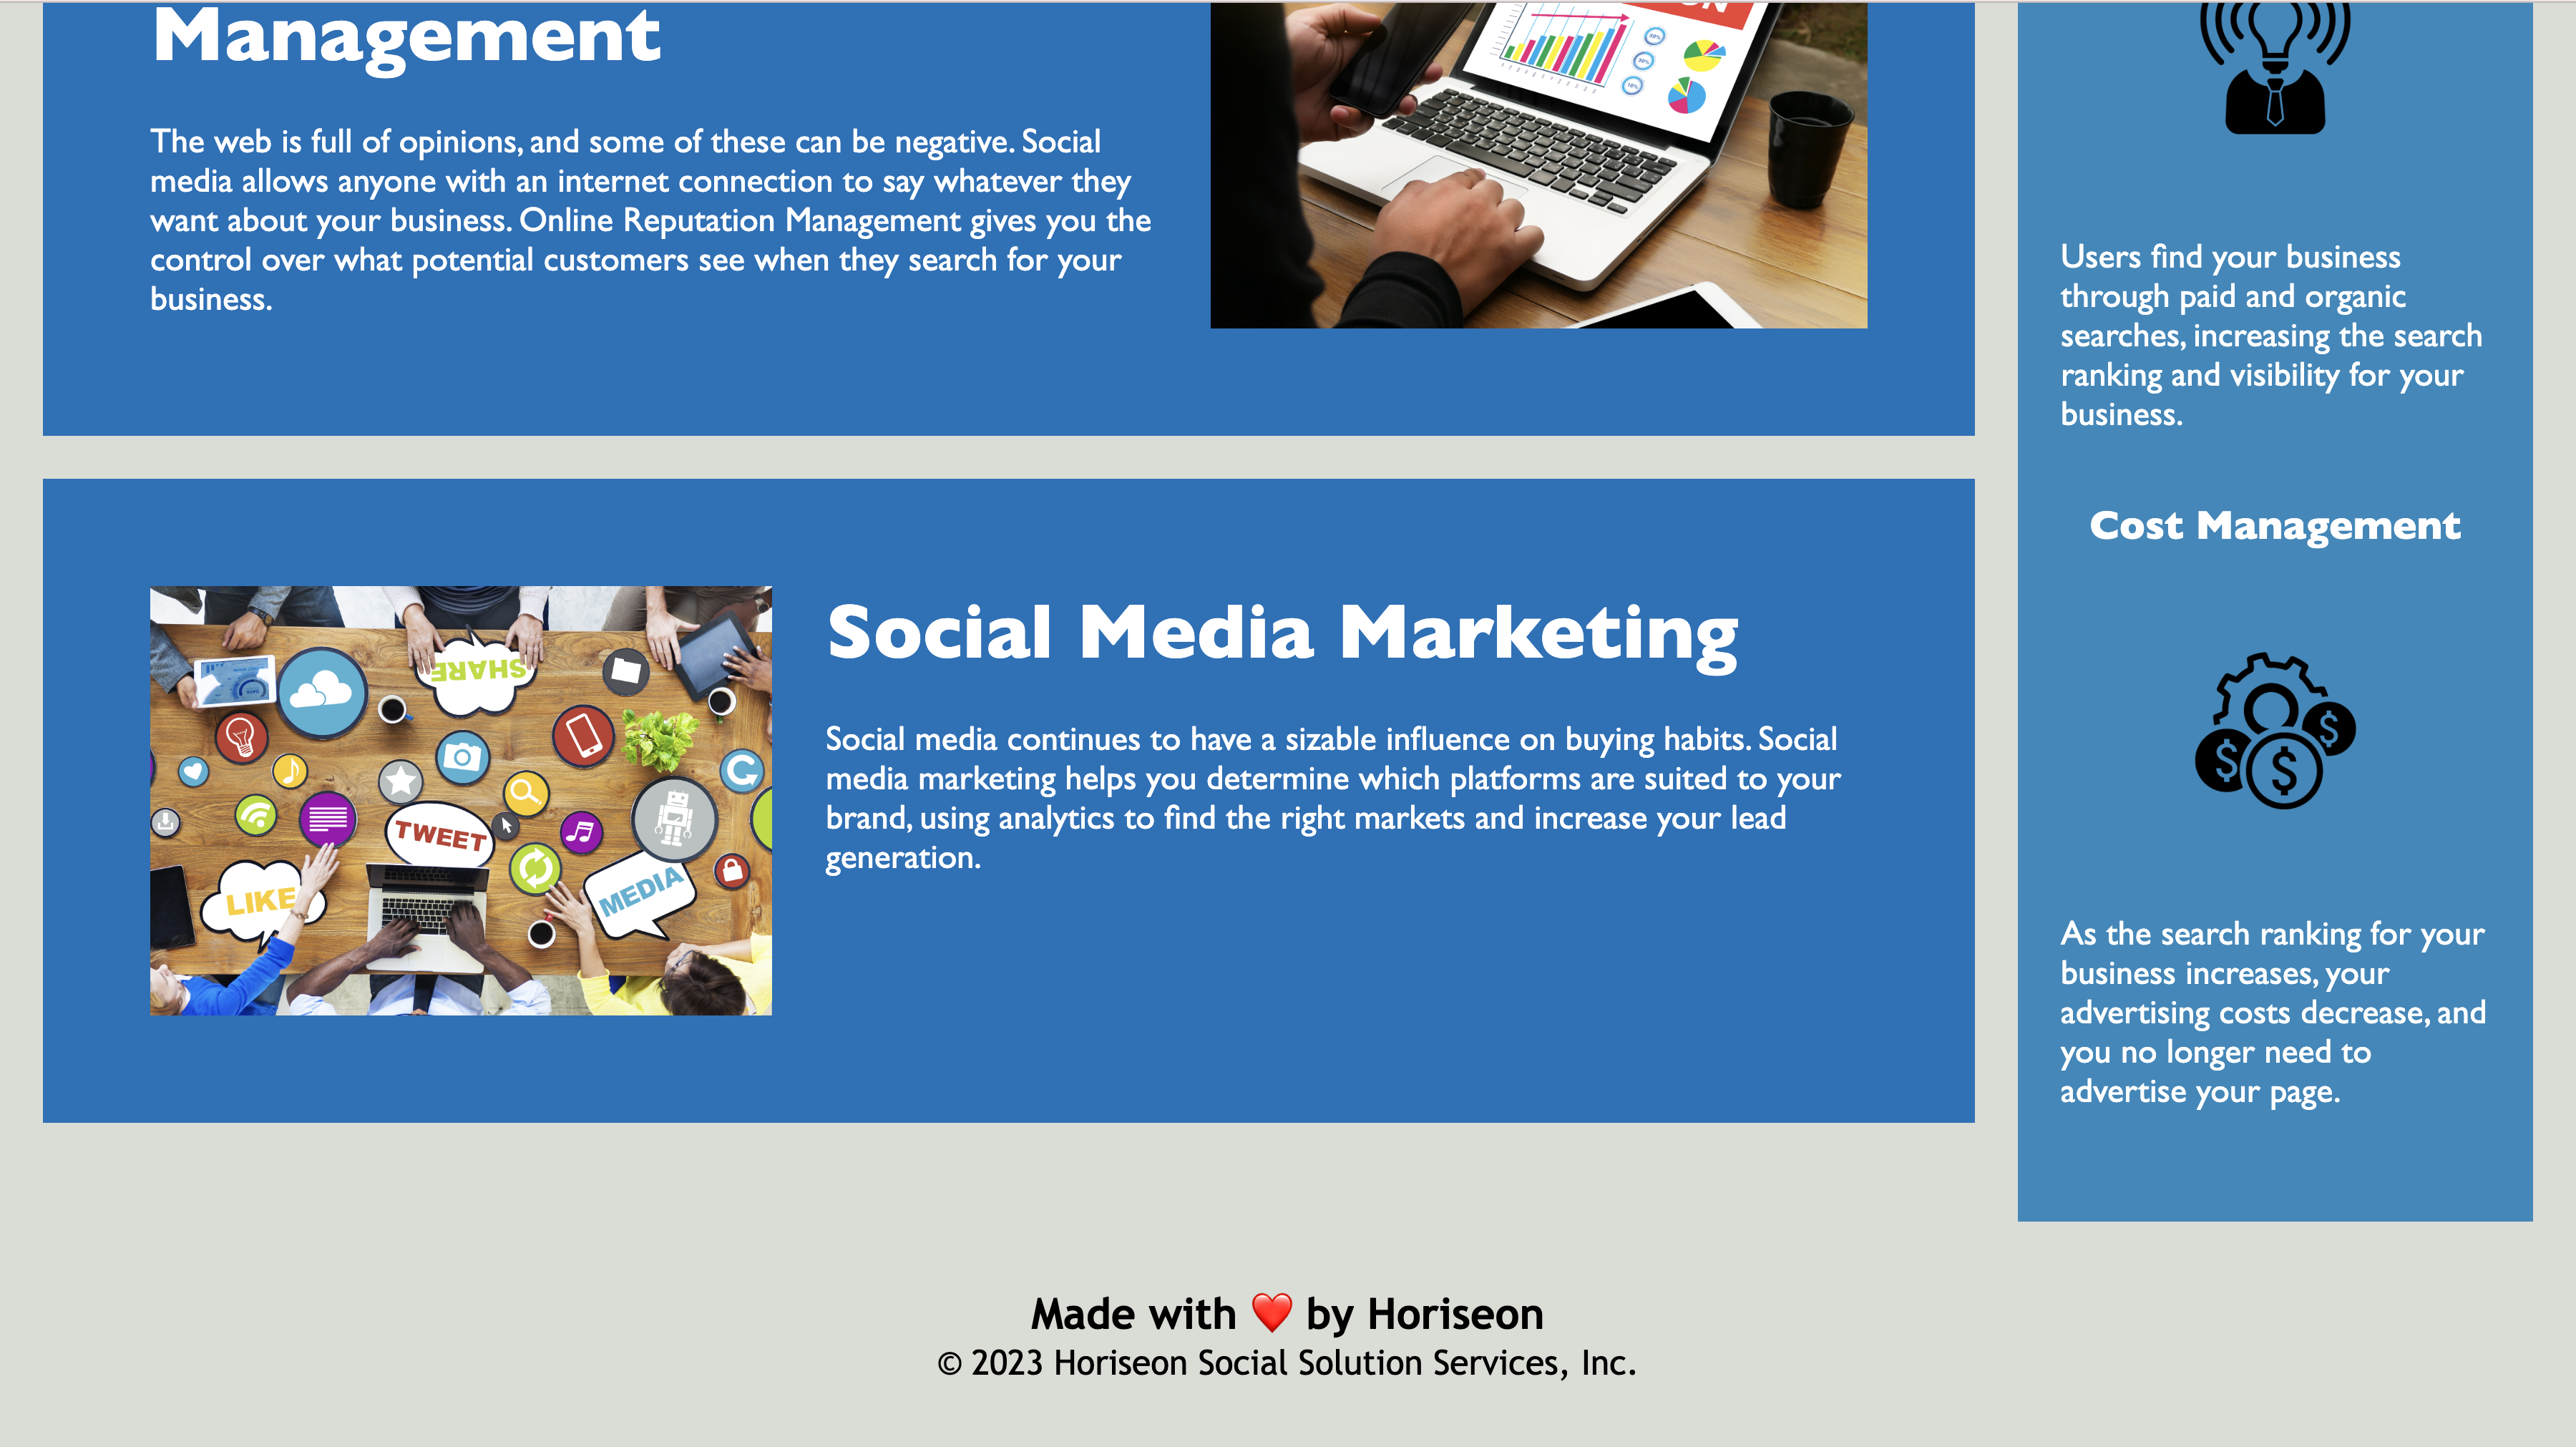 Management
The web is full of opinions, and some of these can be negative. Social
media allows anyone with an internet connection to say whatever they
want about your business. Online Reputation Management gives you the
control over what potential customers see when they search for your
business.
Social Media Marketing
Social media continues to have a sizable influence on buying habits. Social
media marketing helps you determine which platforms are suited to your
brand, using analytics to find the right markets and increase your lead
generation.
SHARE
TWEET
LIKE
MEDIA
Users find your business
through paid and organic
searches, increasing the search
ranking and visibility for your
business.
Cost Management
$ $ $
As the search ranking for your
business increases, your
advertising costs decrease, and
you no longer need to
advertise your page.
Made with ❤️ by Horiseon
© 2023 Horiseon Social Solution Services, Inc.